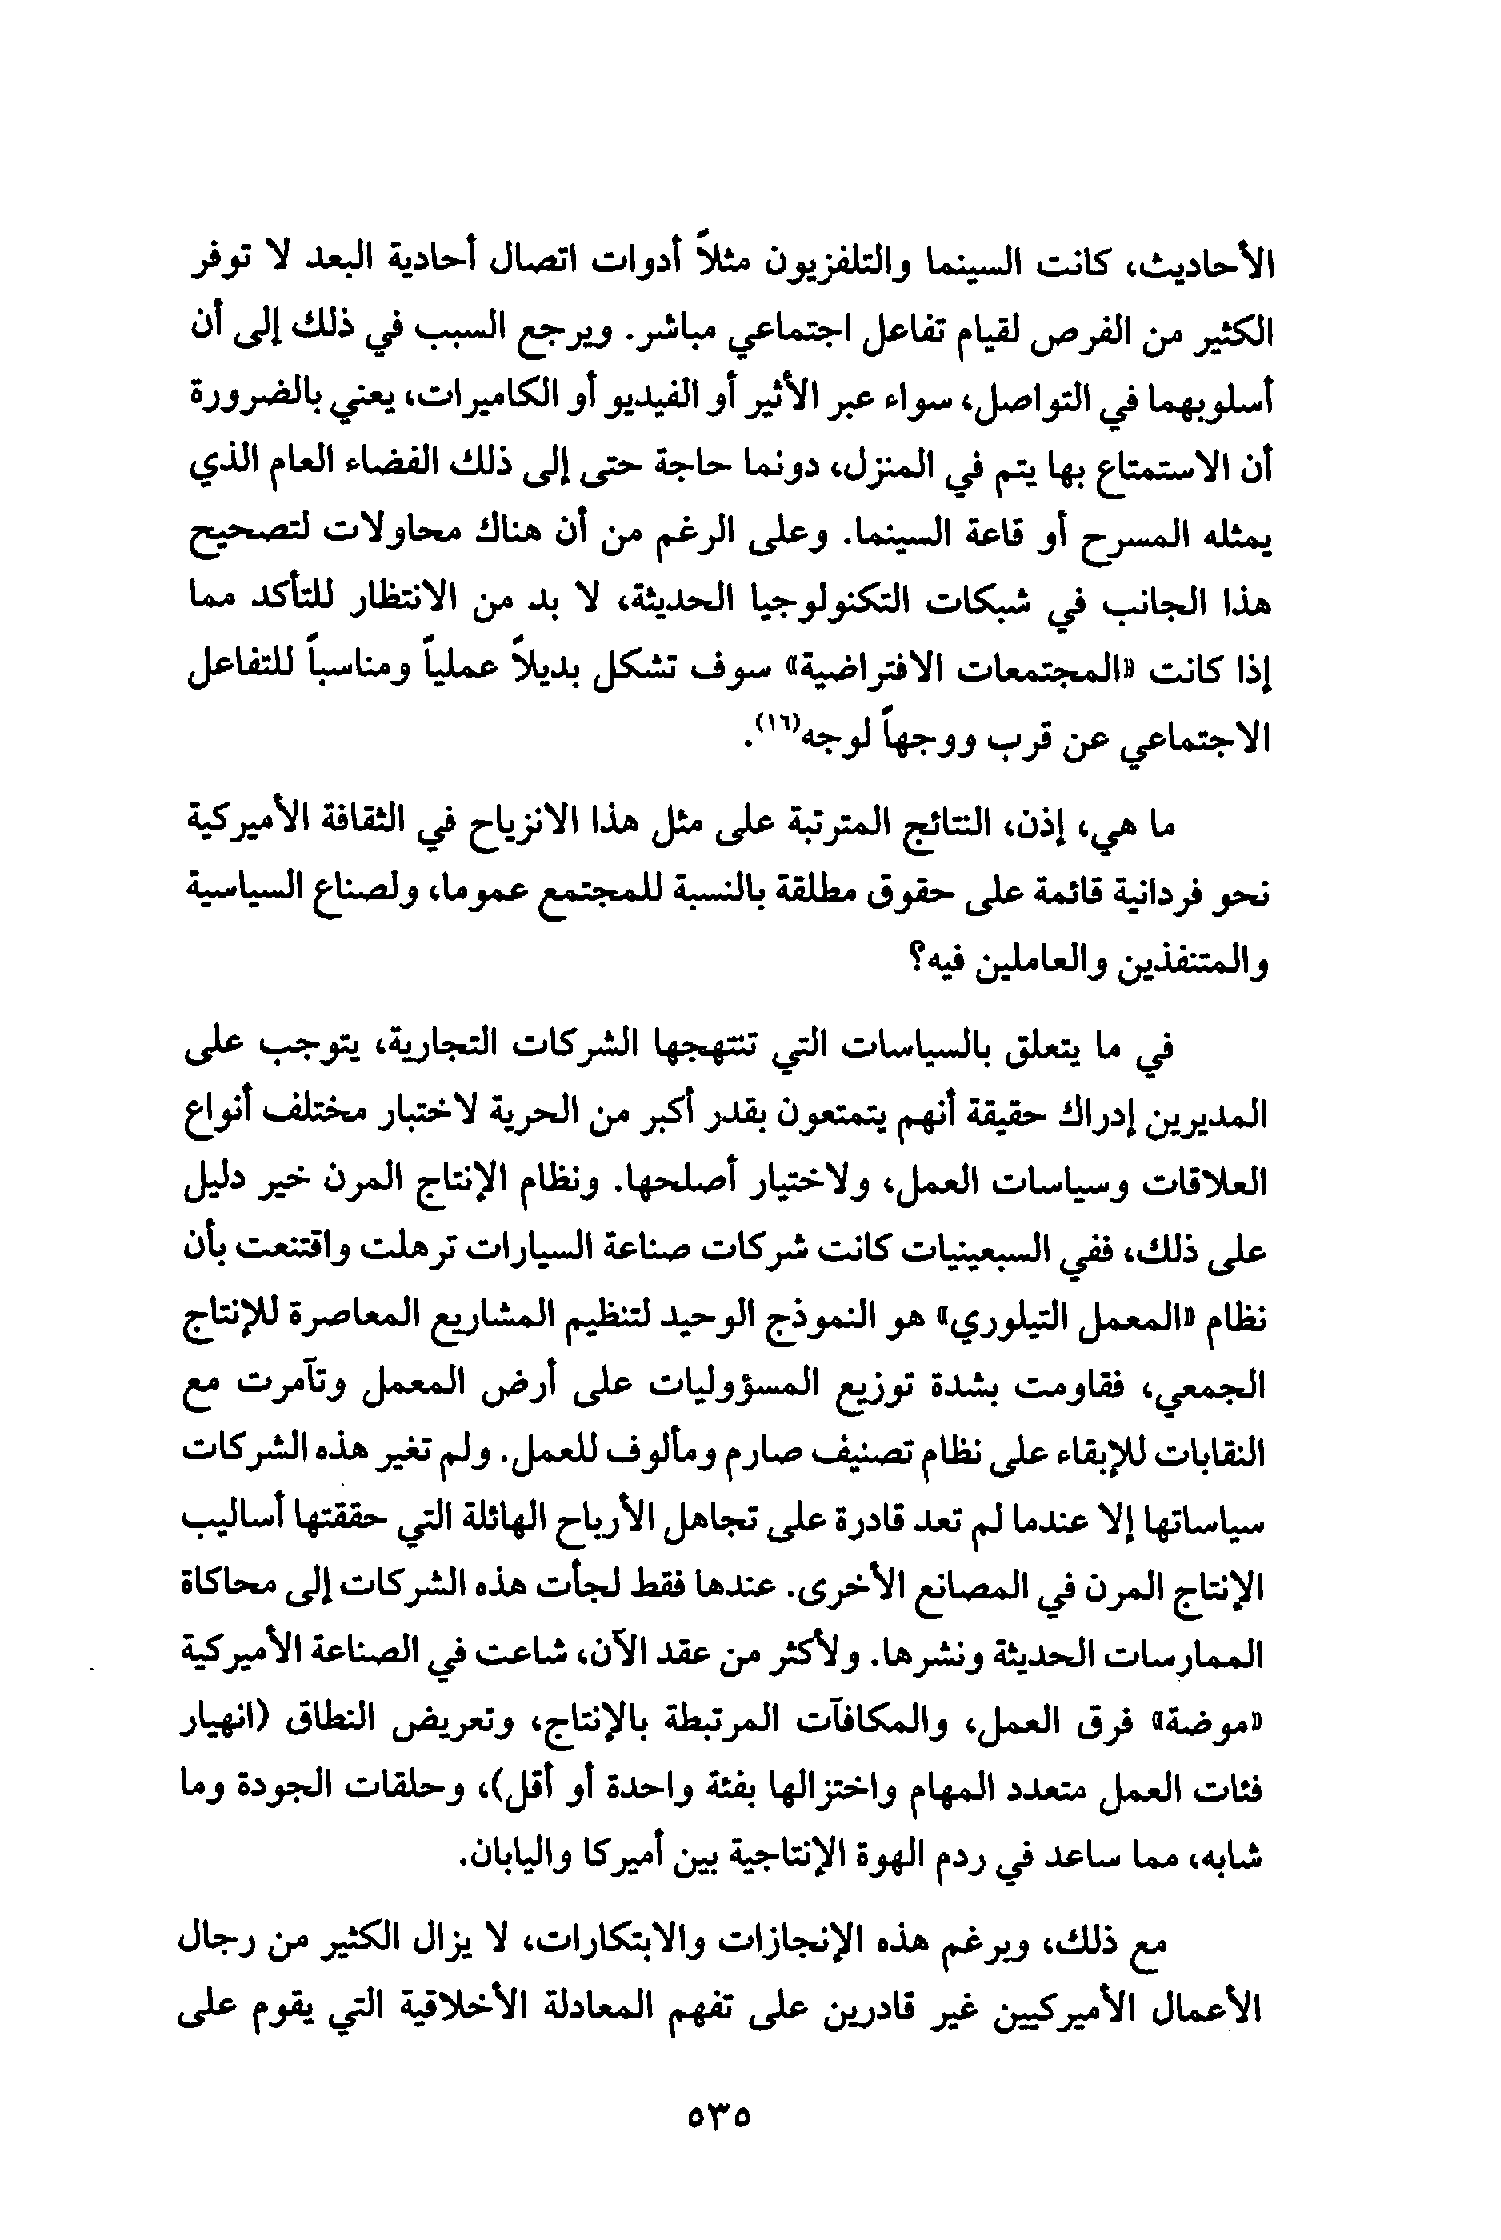 الأحاديث، كانت السينما والتلفزيون مثلاً أدوات اتصال أحادية البعد لا توفر
الكثير من الفرص لقيام تفاعل اجتماعي مباشر. ويرجع السبب في ذلك إلى أن
أسلوبهما في التواصل، سواء عبر الأثير أو الفيديو أو الكاميرات، يعني بالضرورة
أن الاستمتاع بها يتم في المنزل، دونما حاجة حتى إلى ذلك الفضاء العام الذي
يمثله المسرح أو قاعة السينما. وعلى الرغم من أن هناك محاولات لتصحيح
هذا الجانب في شبكات التكنولوجيا الحديثة، لا بد من الانتظار للتأكد مما
إذا كانت «المجتمعات الافتراضية» سوف تشكل بديلاً عملياً ومناسباً للتفاعل
الاجتماعي عن قرب ووجهاً لوجه(١٦).
ما هي، إذن، النتائج المترتبة على مثل هذا الانزياح في الثقافة الأميركية
نحو فردانية قائمة على حقوق مطلقة بالنسبة للمجتمع عموما، ولصناع السياسية
والمتنفذين والعاملين فيه؟
في ما يتعلق بالسياسات التي تنتهجها الشركات التجارية، يتوجب على
المديرين إدراك حقيقة أنهم يتمتعون بقدر أكبر من الحرية لاختبار مختلف أنواع
العلاقات وسياسات العمل، ولاختيار أصلحها. ونظام الإنتاج المرن خير دليل
على ذلك، ففي السبعينيات كانت شركات صناعة السيارات ترهلت واقتنعت بأن
نظام «المعمل التيلوري» هو النموذج الوحيد لتنظيم المشاريع المعاصرة للإنتاج
الجمعي، فقاومت بشدة توزيع المسؤوليات على أرض المعمل وتآمرت مع
النقابات للإبقاء على نظام تصنيف صارم ومألوف للعمل. ولم تغير هذه الشركات
سياساتها إلا عندما لم تعد قادرة على تجاهل الأرباح الهائلة التي حققتها أساليب
الإنتاج المرن في المصانع الأخرى. عندها فقط لجأت هذه الشركات إلى محاكاة
الممارسات الحديثة ونشرها. ولأكثر من عقد الآن، شاعت في الصناعة الأميركية
«موضة» فرق العمل، والمكافآت المرتبطة بالإنتاج، وتعريض النطاق (انهيار
فئات العمل متعدد المهام واختزالها بفئة واحدة أو أقل)، وحلقات الجودة وما
شابه، مما ساعد في ردم الهوة الإنتاجية بين أميركا واليابان.
مع ذلك، وبرغم هذه الإنجازات والابتكارات، لا يزال الكثير من رجال
الأعمال الأميركيين غير قادرين على تفهم المعادلة الأخلاقية التي يقوم على
٥٣٥